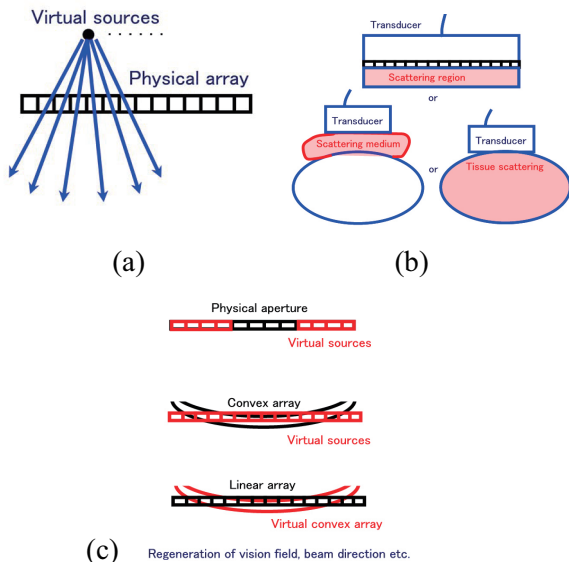 Virtual sources
......
Physical array
(a)
Transducer
Scattering region
or
Transducer
Scattering medium
or
Transducer
Tissue scattering
(b)
Physical aperture
Virtual sources
Convex array
Virtual sources
Linear array
Virtual convex array
(c)
Regeneration of vision field, beam direction etc.